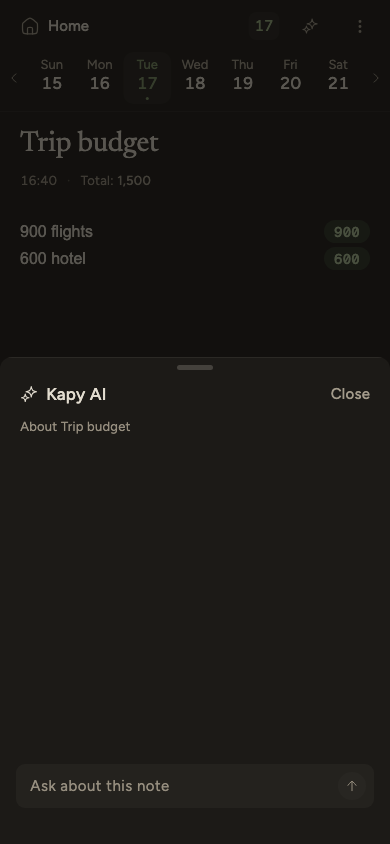 Home 17
Sun Mon Tue Wed Thu Fri Sat
15 16 17 18 19 20 21
Trip budget
16:40 · Total: 1,500
900 flights 900
600 hotel 600
Kapy AI Close
About Trip budget
Ask about this note